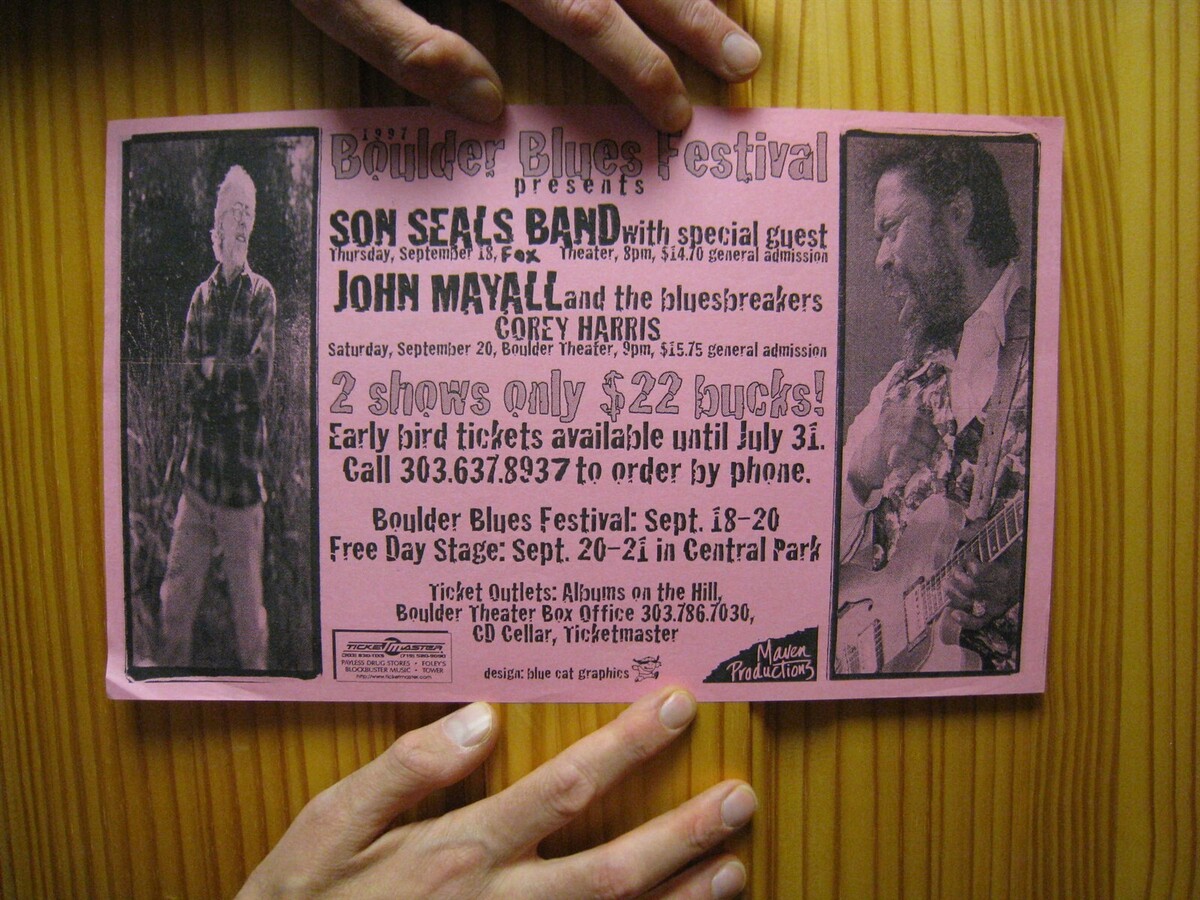 1997
Boulder Blues Festival
presents
SON SEALS BAND with special guest
Thursday, September 18, FOX Theater, 8pm, $14.70 general admission
JOHN MAYALL and the bluesbreakers
COREY HARRIS
Saturday, September 20, Boulder Theater, 9pm, $15.75 general admission
2 shows only $22 bucks!
Early bird tickets available until July 31.
Call 303.637.8937 to order by phone.
Boulder Blues Festival: Sept. 18-20
Free Day Stage: Sept. 20-21 in Central Park
Ticket Outlets: Albums on the Hill,
Boulder Theater Box Office 303.786.7030,
CD Cellar, Ticketmaster
TICKETMASTER
PAYLESS DRUG STORES • FOLEY'S
BLOCKBUSTER MUSIC • TOWER
http://www.ticketmaster.com
design: blue cat graphics
Maven
Productions